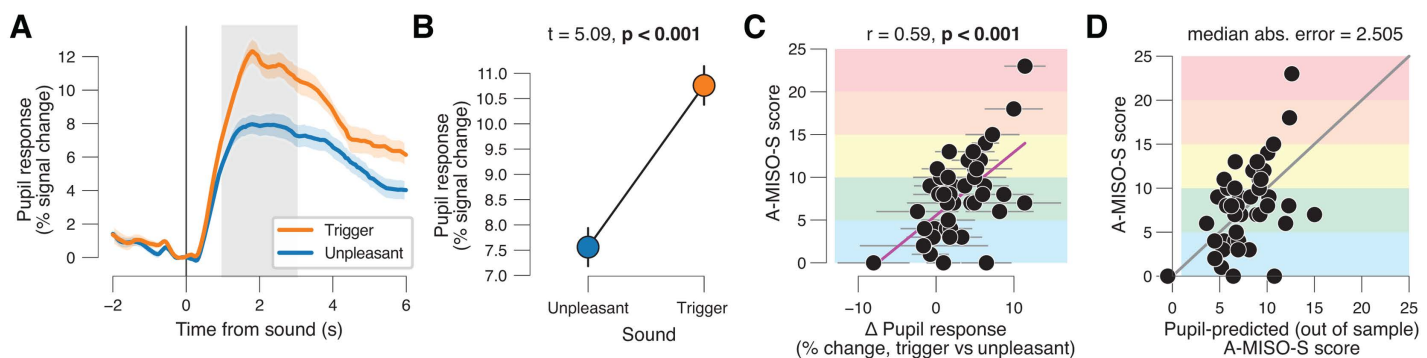 A
Pupil response
(% signal change)
12
10
8
6
4
2
0
Trigger
Unpleasant
−2
0
2
4
6
Time from sound (s)
B
t = 5.09, p < 0.001
Pupil response
(% signal change)
11.0
10.5
10.0
9.5
9.0
8.5
8.0
7.5
7.0
Unpleasant
Trigger
Sound
C
r = 0.59, p < 0.001
A-MISO-S score
25
20
15
10
5
0
−10
0
10
Δ Pupil response
(% change, trigger vs unpleasant)
D
median abs. error = 2.505
A-MISO-S score
25
20
15
10
5
0
0
5
10
15
20
25
Pupil-predicted (out of sample)
A-MISO-S score